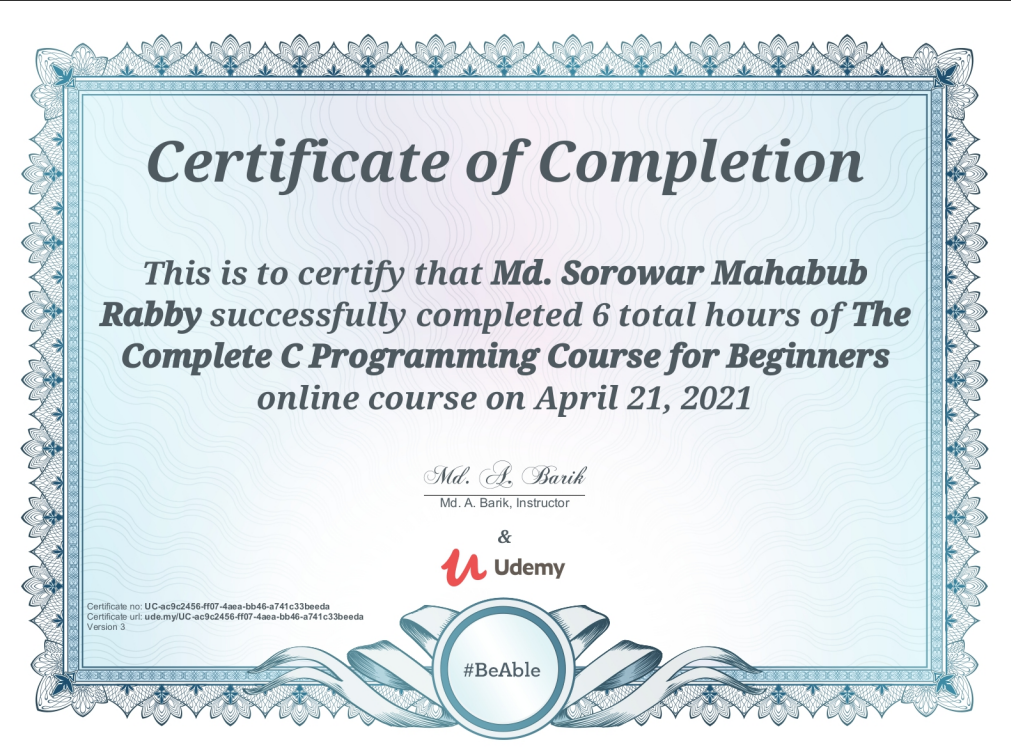 Certificate of Completion
This is to certify that Md. Sorowar Mahabub
Rabby successfully completed 6 total hours of The
Complete C Programming Course for Beginners
online course on April 21, 2021
Md. A. Barik
Md. A. Barik, Instructor
&
Udemy
Certificate no: UC-ac9c2456-ff07-4aea-bb46-a741c33beeda
Certificate url: ude.my/UC-ac9c2456-ff07-4aea-bb46-a741c33beeda
Version 3
#BeAble